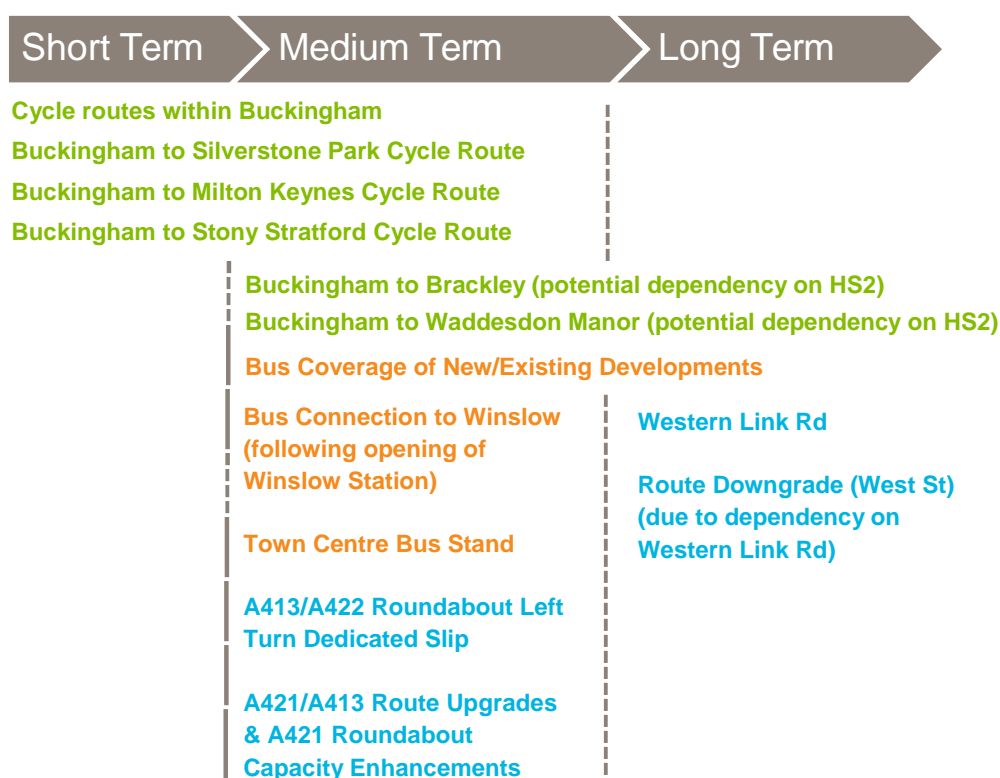 Short Term
Medium Term
Long Term
Cycle routes within Buckingham
Buckingham to Silverstone Park Cycle Route
Buckingham to Milton Keynes Cycle Route
Buckingham to Stony Stratford Cycle Route
Buckingham to Brackley (potential dependency on HS2)
Buckingham to Waddesdon Manor (potential dependency on HS2)
Bus Coverage of New/Existing Developments
Bus Connection to Winslow
(following opening of
Winslow Station)
Town Centre Bus Stand
A413/A422 Roundabout Left
Turn Dedicated Slip
A421/A413 Route Upgrades
& A421 Roundabout
Capacity Enhancements
Western Link Rd
Route Downgrade (West St)
(due to dependency on
Western Link Rd)